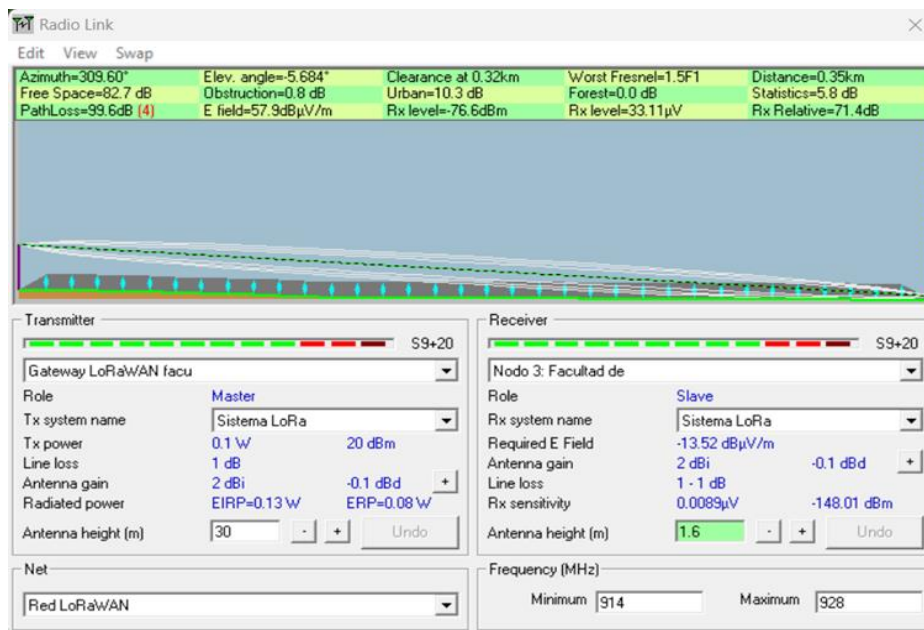 Radio Link
Edit View Swap
Azimuth=309.60° Elev. angle=-5.684° Clearance at 0.32km Worst Fresnel=1.5F1 Distance=0.35km
Free Space=82.7 dB Obstruction=0.8 dB Urban=10.3 dB Forest=0.0 dB Statistics=5.8 dB
PathLoss=99.6dB (4) E field=57.9dBµV/m Rx level=-76.6dBm Rx level=33.11µV Rx Relative=71.4dB
Transmitter
S9+20
Gateway LoRaWAN facu
Role Master
Tx system name Sistema LoRa
Tx power 0.1 W 20 dBm
Line loss 1 dB
Antenna gain 2 dBi -0.1 dBd +
Radiated power EIRP=0.13 W ERP=0.08 W
Antenna height (m) 30 - + Undo
Net
Red LoRaWAN
Receiver
S9+20
Nodo 3: Facultad de
Role Slave
Rx system name Sistema LoRa
Required E Field -13.52 dBµV/m
Antenna gain 2 dBi -0.1 dBd +
Line loss 1 - 1 dB
Rx sensitivity 0.0089µV -148.01 dBm
Antenna height (m) 1.6 - + Undo
Frequency (MHz)
Minimum 914 Maximum 928